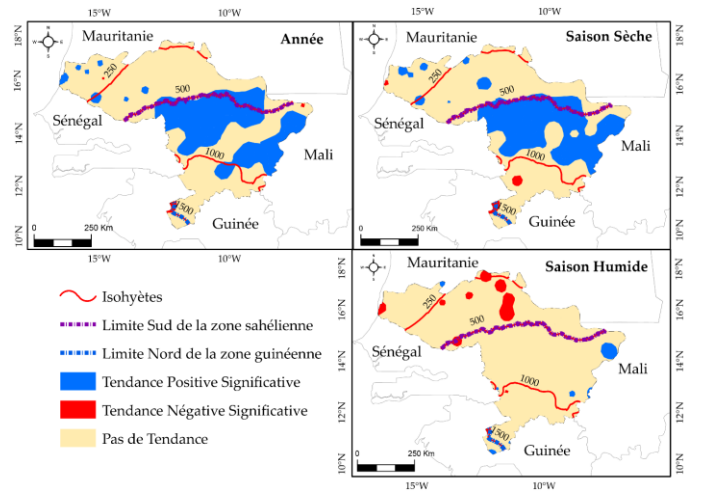 15°W
10°W
10°W
18°N
16°N
14°N
12°N
10°N
N
W
E
S
Mauritanie
Année
250
500
Sénégal
Mali
1000
1500
Guinée
0
250 Km
15°W
10°W
N
W
E
S
Mauritanie
Saison Sèche
250
500
Sénégal
Mali
1000
1500
Guinée
0
250 Km
18°N
16°N
14°N
12°N
10°N
Mauritanie
Saison Humide
250
500
Sénégal
Mali
1000
1500
Guinée
0
250 Km
18°N
16°N
14°N
12°N
10°N
15°W
10°W
Isohyètes
Limite Sud de la zone sahélienne
Limite Nord de la zone guinéenne
Tendance Positive Significative
Tendance Négative Significative
Pas de Tendance